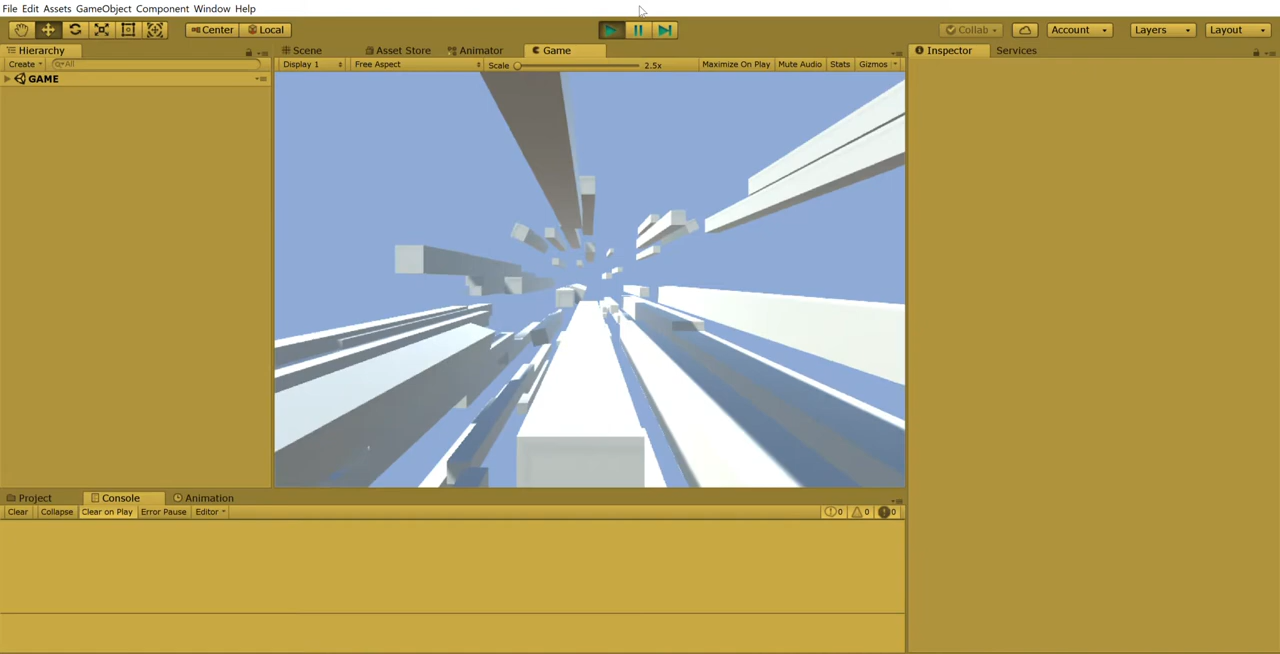 File Edit Assets GameObject Component Window Help
Center Local Collab Account Layers Layout
Hierarchy Scene Asset Store Animator Game Inspector Services
Create All Display 1 Free Aspect Scale 2.5x Maximize On Play Mute Audio Stats Gizmos
GAME
Project Console Animation
Clear Collapse Clear on Play Error Pause Editor 0 0 0